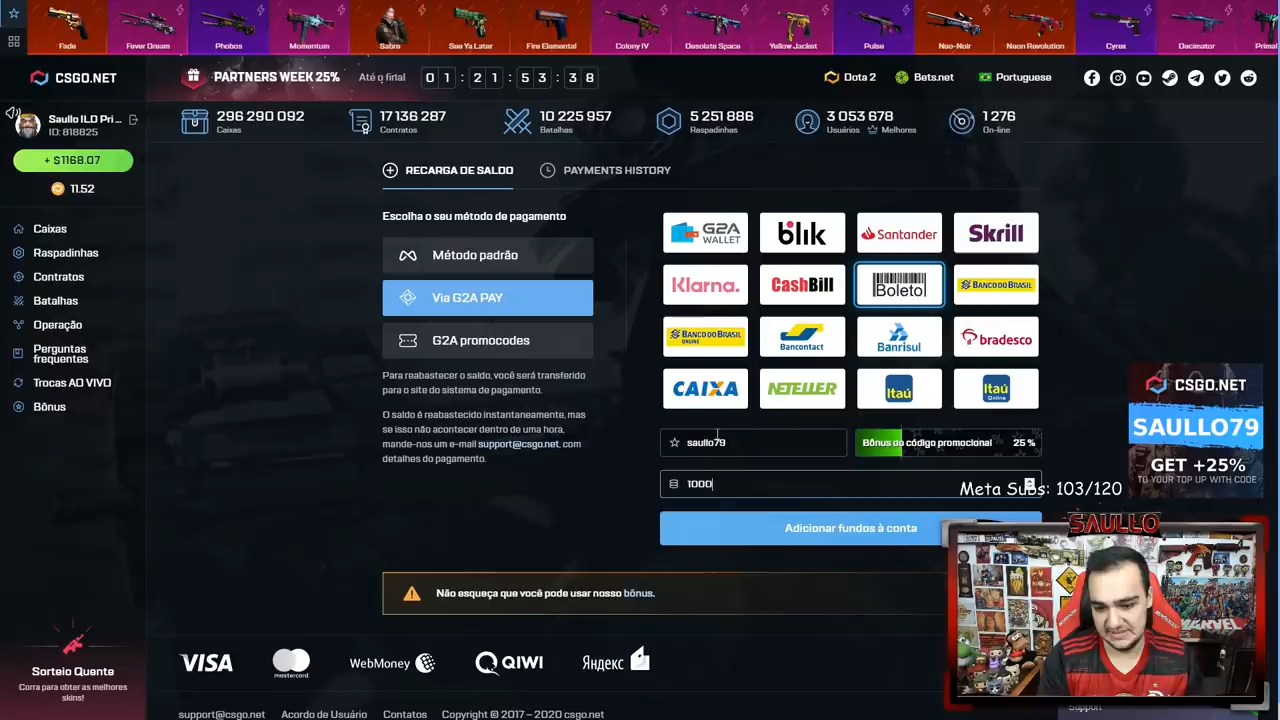 Fade
Fever Dream
Phobos
Momentum
Sabre
See Ya Later
Fire Elemental
Colony IV
Desolate Space
Yellow Jacket
Pulse
Neo-Noir
Neon Revolution
Cyrex
Decimator
Primal
CSGO.NET
PARTNERS WEEK 25%
Até o final
01:21:53:38
Dota 2
Bets.net
Portuguese
Saullo ILD Pri ...
ID: 818825
+ $1168.07
11.52
296 290 092
Caixas
17 136 287
Contratos
10 225 957
Batalhas
5 251 886
Raspadinhas
3 053 678
Usuários
Melhores
1 276
On-line
Caixas
Raspadinhas
Contratos
Batalhas
Operação
Perguntas
frequentes
Trocas AO VIVO
Bônus
Sorteio Quente
Corra para obter as melhores
skins!
RECARGA DE SALDO
PAYMENTS HISTORY
Escolha o seu método de pagamento
Método padrão
Via G2A PAY
G2A promocodes
Para reabastecer o saldo, você será transferido
para o site do sistema de pagamento.
O saldo é reabastecido instantaneamente, mas
se isso não acontecer dentro de uma hora,
mande-nos um e-mail support@csgo.net, com
detalhes do pagamento.
G2A
WALLET
blik
Santander
Skrill
Klarna.
CASHBILL
Boleto
BANCO DO BRASIL
BANCO DO BRASIL
ONLINE
Bancontact
Banrisul
bradesco
CAIXA
NETELLER
Itaú
Itaú
Online
saullo79
Bônus do código promocional
25 %
1000
Adicionar fundos à conta
Não esqueça que você pode usar nosso bônus.
CSGO.NET
SAULLO79
GET +25%
TO YOUR TOP UP WITH CODE
Meta Subs: 103/120
SAULLO
MARVEL
VISA
mastercard
WebMoney
QIWI
Яндекс
support@csgo.net
Acordo de Usuário
Contatos
Copyright © 2017 – 2020 csgo.net
Support